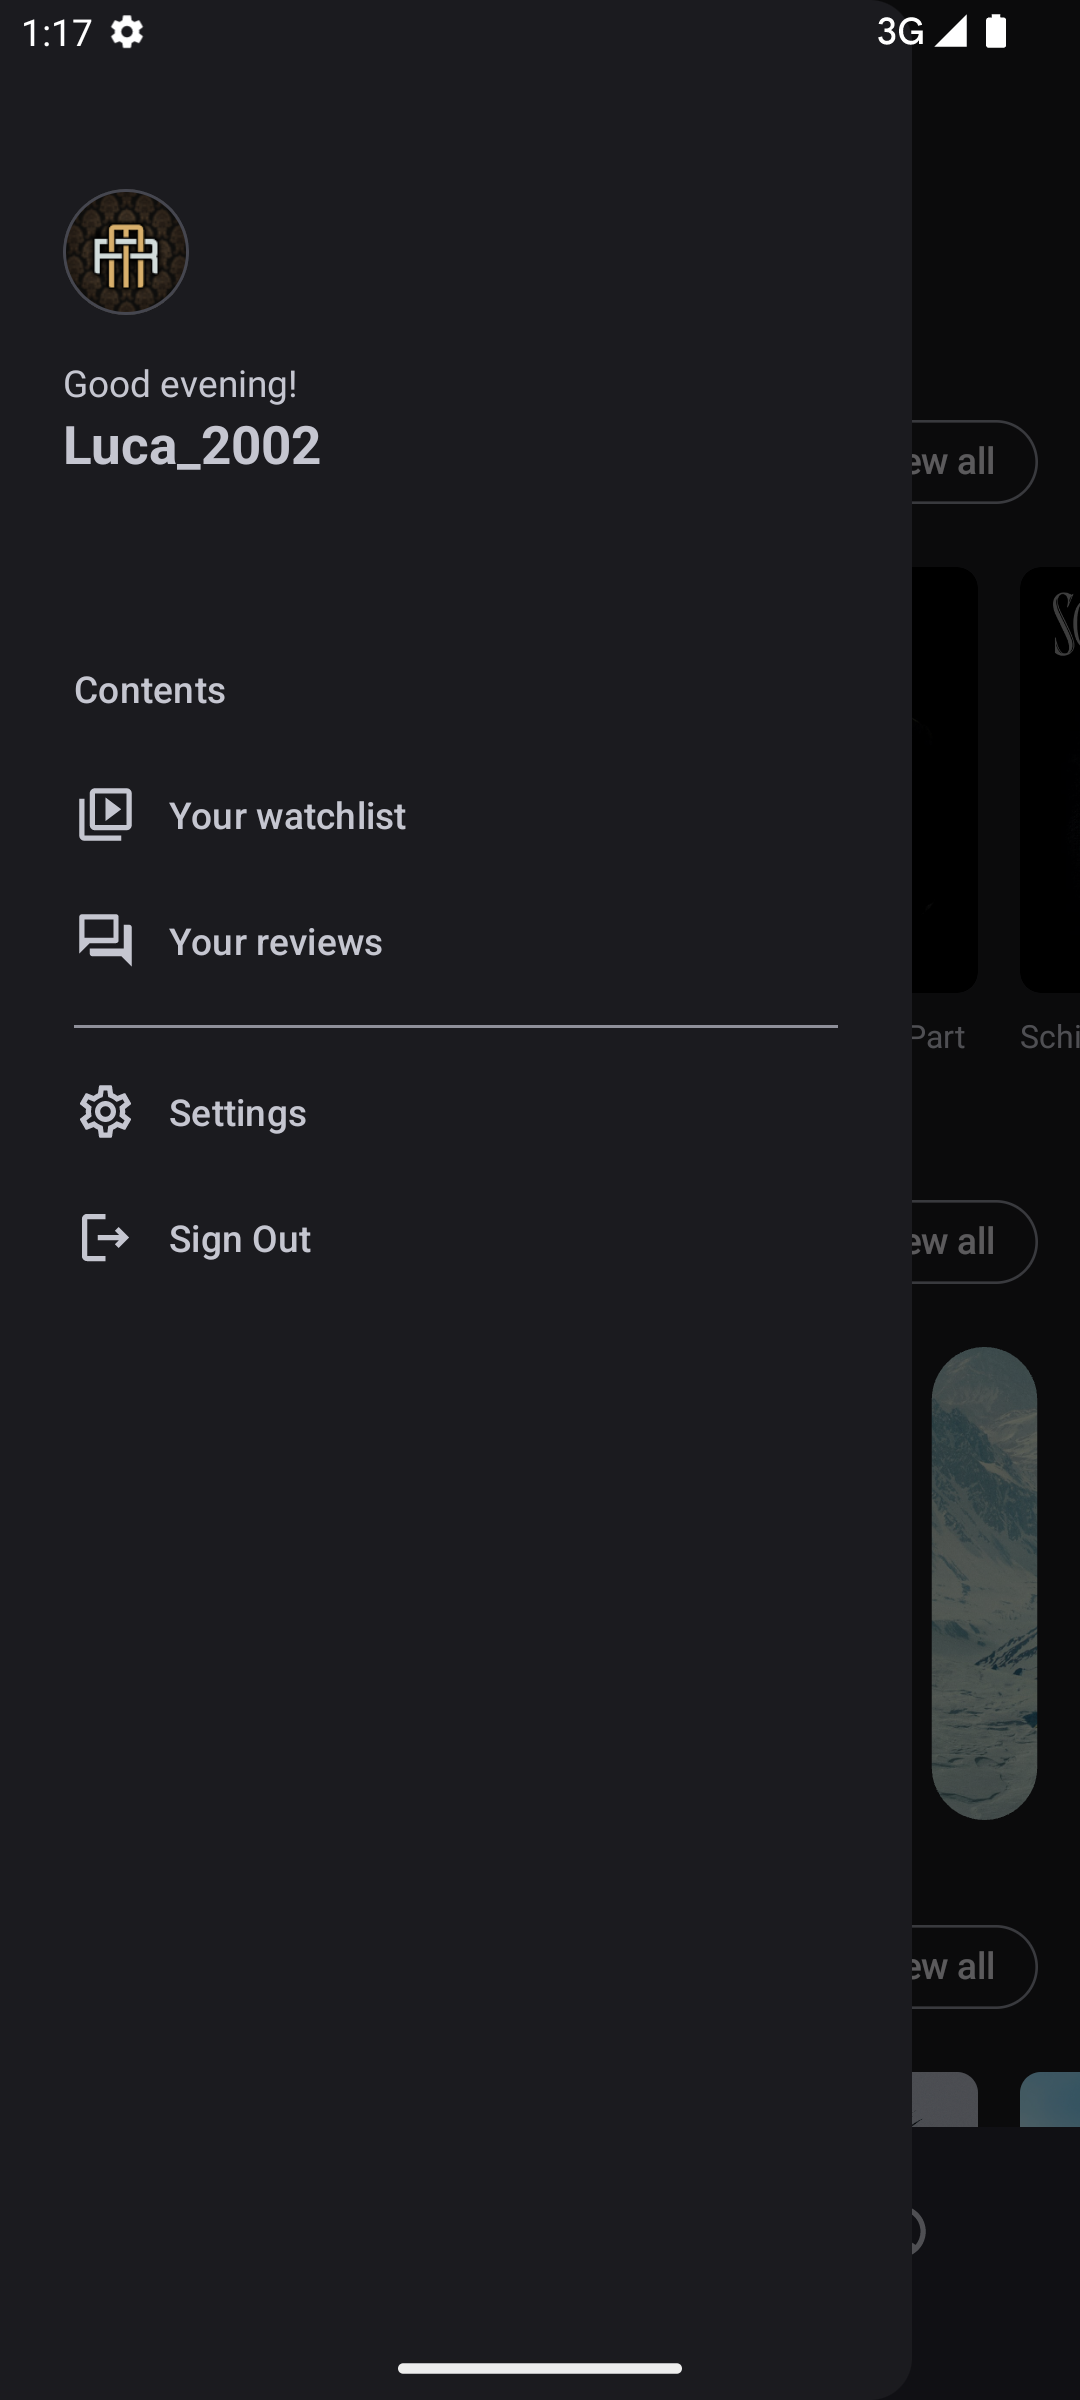 1:17
3G
Good evening!
Luca_2002
Contents
Your watchlist
Your reviews
Settings
Sign Out
ew all
Part
Schi
ew all
ew all